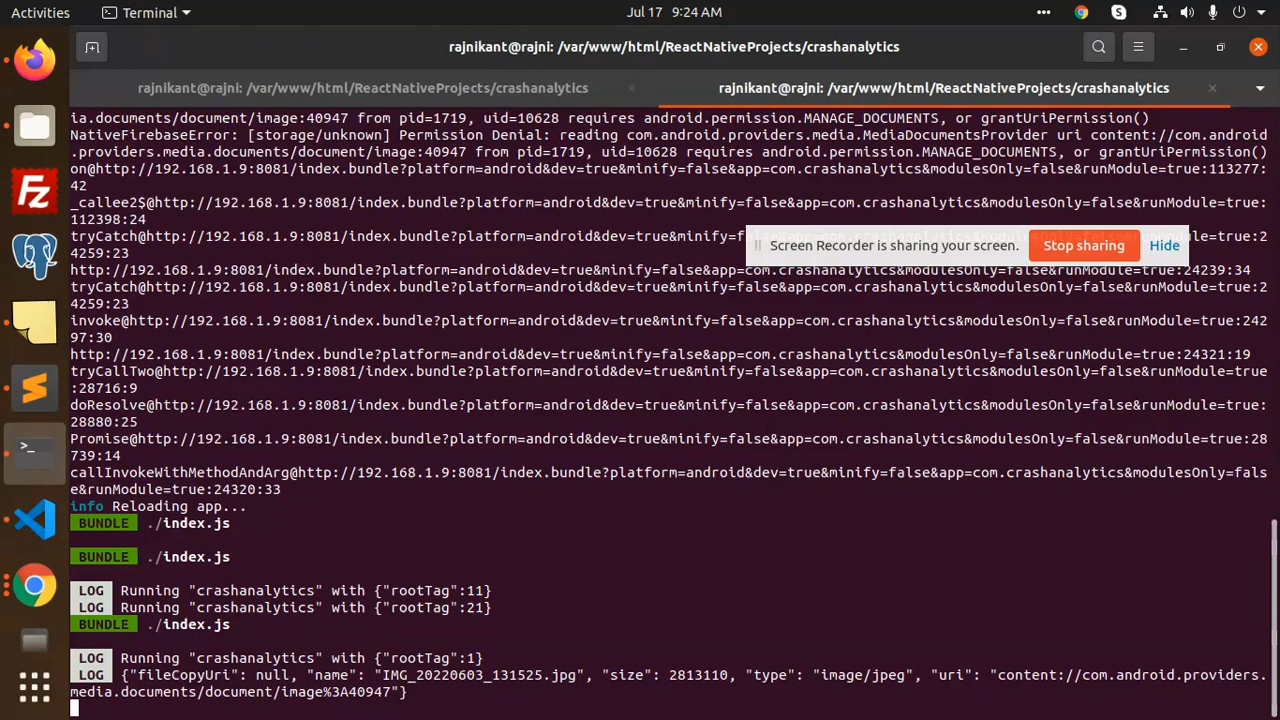 Activities Terminal Jul 17 9:24 AM
rajnikant@rajni: /var/www/html/ReactNativeProjects/crashanalytics
rajnikant@rajni: /var/www/html/ReactNativeProjects/crashanalytics × rajnikant@rajni: /var/www/html/ReactNativeProjects/crashanalytics ×
ia.documents/document/image:40947 from pid=1719, uid=10628 requires android.permission.MANAGE_DOCUMENTS, or grantUriPermission()
NativeFirebaseError: [storage/unknown] Permission Denial: reading com.android.providers.media.MediaDocumentsProvider uri content://com.android
.providers.media.documents/document/image:40947 from pid=1719, uid=10628 requires android.permission.MANAGE_DOCUMENTS, or grantUriPermission()
on@http://192.168.1.9:8081/index.bundle?platform=android&dev=true&minify=false&app=com.crashanalytics&modulesOnly=false&runModule=true:113277:
42
_callee2$@http://192.168.1.9:8081/index.bundle?platform=android&dev=true&minify=false&app=com.crashanalytics&modulesOnly=false&runModule=true:
112398:24
tryCatch@http://192.168.1.9:8081/index.bundle?platform=android&dev=true&minify=false&app=com.crashanalytics&modulesOnly=false&runModule=true:2
4259:23
Screen Recorder is sharing your screen. Stop sharing Hide
http://192.168.1.9:8081/index.bundle?platform=android&dev=true&minify=false&app=com.crashanalytics&modulesOnly=false&runModule=true:24239:34
tryCatch@http://192.168.1.9:8081/index.bundle?platform=android&dev=true&minify=false&app=com.crashanalytics&modulesOnly=false&runModule=true:2
4259:23
invoke@http://192.168.1.9:8081/index.bundle?platform=android&dev=true&minify=false&app=com.crashanalytics&modulesOnly=false&runModule=true:242
97:30
http://192.168.1.9:8081/index.bundle?platform=android&dev=true&minify=false&app=com.crashanalytics&modulesOnly=false&runModule=true:24321:19
tryCallTwo@http://192.168.1.9:8081/index.bundle?platform=android&dev=true&minify=false&app=com.crashanalytics&modulesOnly=false&runModule=true
:28716:9
doResolve@http://192.168.1.9:8081/index.bundle?platform=android&dev=true&minify=false&app=com.crashanalytics&modulesOnly=false&runModule=true:
28880:25
Promise@http://192.168.1.9:8081/index.bundle?platform=android&dev=true&minify=false&app=com.crashanalytics&modulesOnly=false&runModule=true:28
739:14
callInvokeWithMethodAndArg@http://192.168.1.9:8081/index.bundle?platform=android&dev=true&minify=false&app=com.crashanalytics&modulesOnly=fals
e&runModule=true:24320:33
info Reloading app...
BUNDLE ./index.js
BUNDLE ./index.js
LOG Running "crashanalytics" with {"rootTag":11}
LOG Running "crashanalytics" with {"rootTag":21}
BUNDLE ./index.js
LOG Running "crashanalytics" with {"rootTag":1}
LOG {"fileCopyUri": null, "name": "IMG_20220603_131525.jpg", "size": 2813110, "type": "image/jpeg", "uri": "content://com.android.providers.
media.documents/document/image%3A40947"}